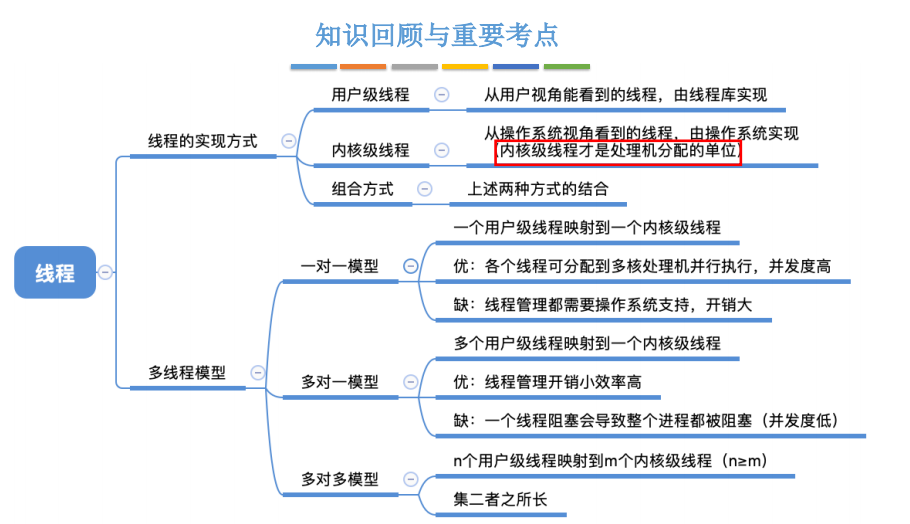 知识回顾与重要考点
用户级线程
从用户视角能看到的线程，由线程库实现
线程的实现方式
内核级线程
从操作系统视角看到的线程，由操作系统实现
（内核级线程才是处理机分配的单位）
组合方式
上述两种方式的结合
线程
一对一模型
一个用户级线程映射到一个内核级线程
优：各个线程可分配到多核处理机并行执行，并发度高
缺：线程管理都需要操作系统支持，开销大
多线程模型
多对一模型
多个用户级线程映射到一个内核级线程
优：线程管理开销小效率高
缺：一个线程阻塞会导致整个进程都被阻塞（并发度低）
多对多模型
n个用户级线程映射到m个内核级线程（n≥m）
集二者之所长